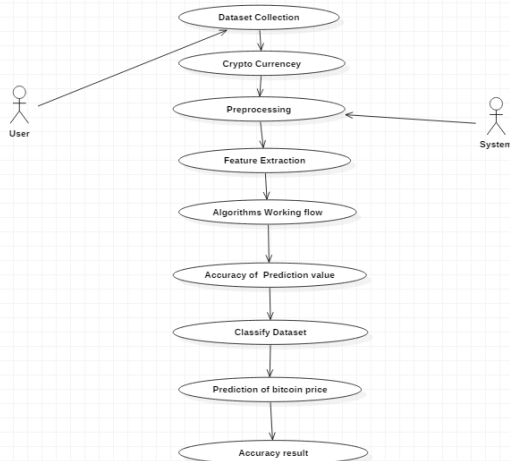 Dataset Collection
Crypto Currencey
Preprocessing
User
System
Feature Extraction
Algorithms Working flow
Accuracy of  Prediction value
Classify Dataset
Prediction of bitcoin price
Accuracy result